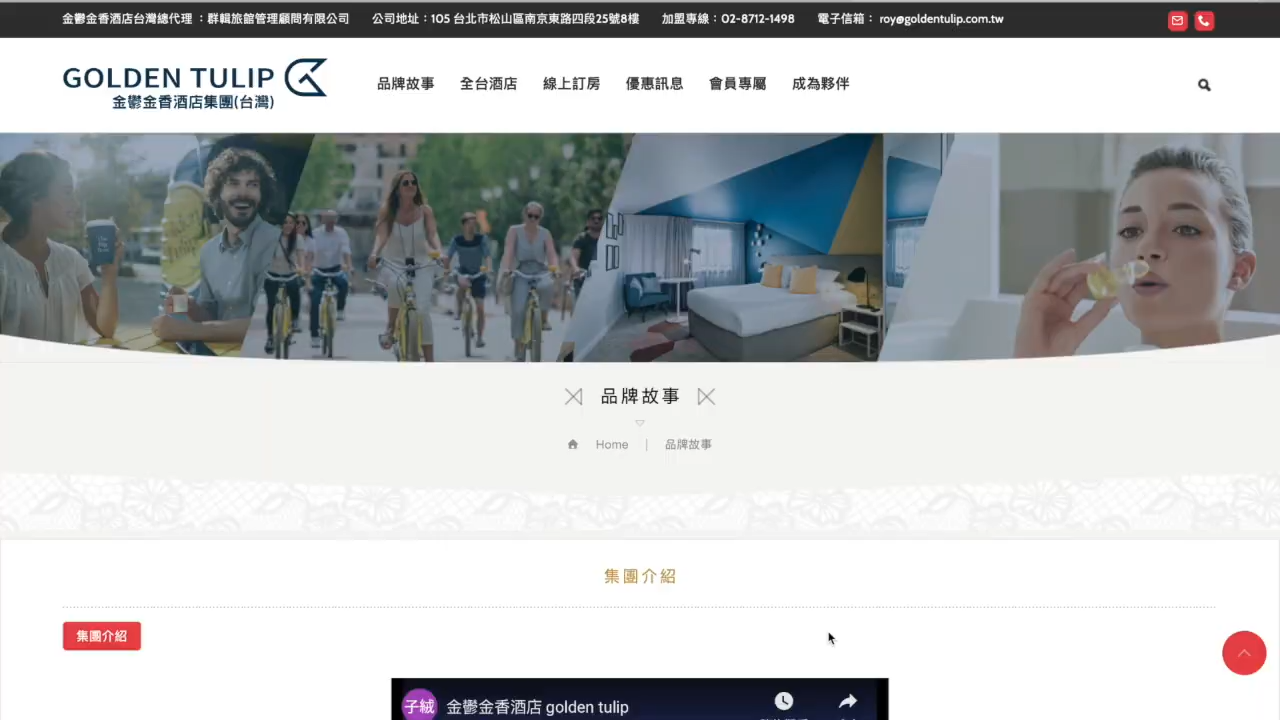 金鬱金香酒店台灣總代理 ：群輯旅館管理顧問有限公司 公司地址：105 台北市松山區南京東路四段25號8樓 加盟專線：02-8712-1498 電子信箱： roy@goldentulip.com.tw
GOLDEN TULIP
金鬱金香酒店集團(台灣)
品牌故事 全台酒店 線上訂房 優惠訊息 會員專屬 成為夥伴
品牌故事
Home | 品牌故事
集團介紹
集團介紹
子絨 金鬱金香酒店 golden tulip